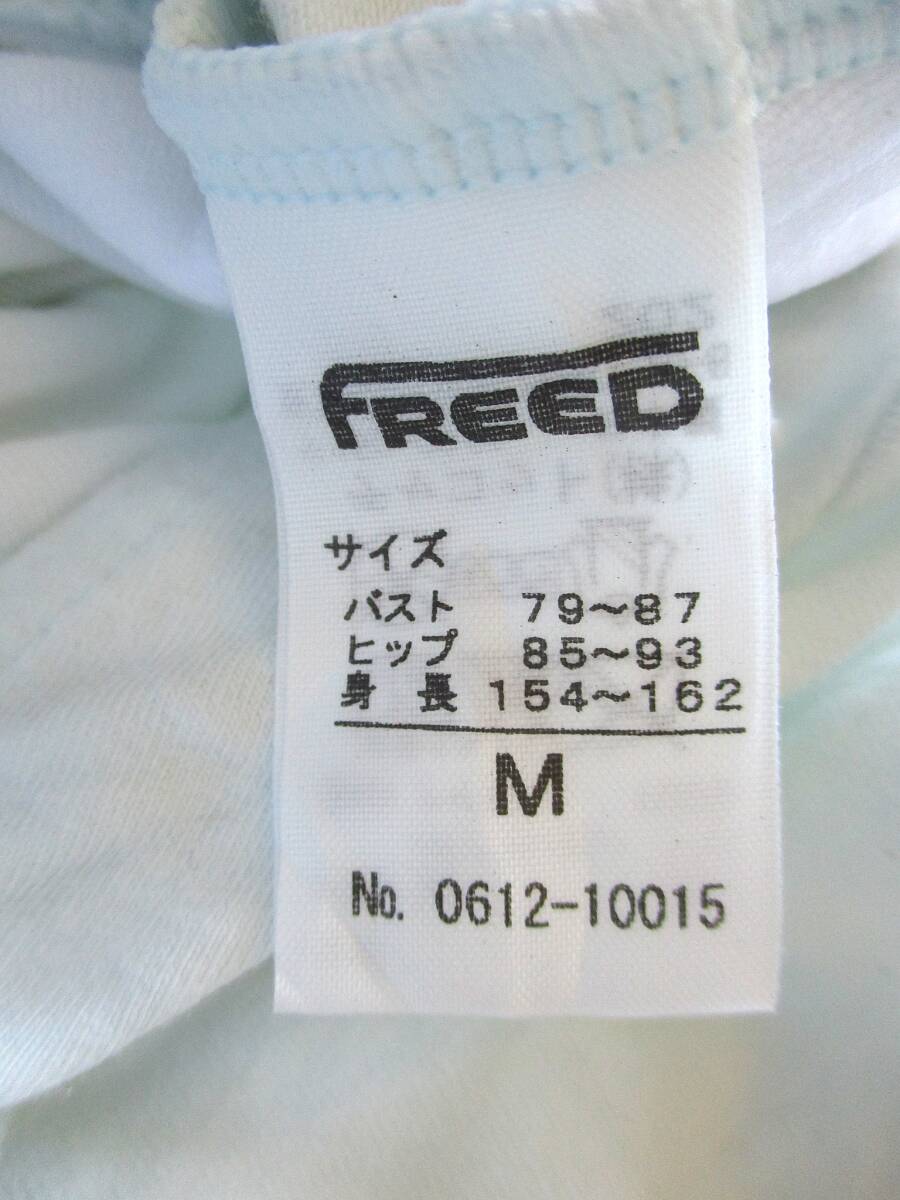 FREED
サイズ
バスト 79〜87
ヒップ 85〜93
身 長 154〜162
M
No. 0612-10015